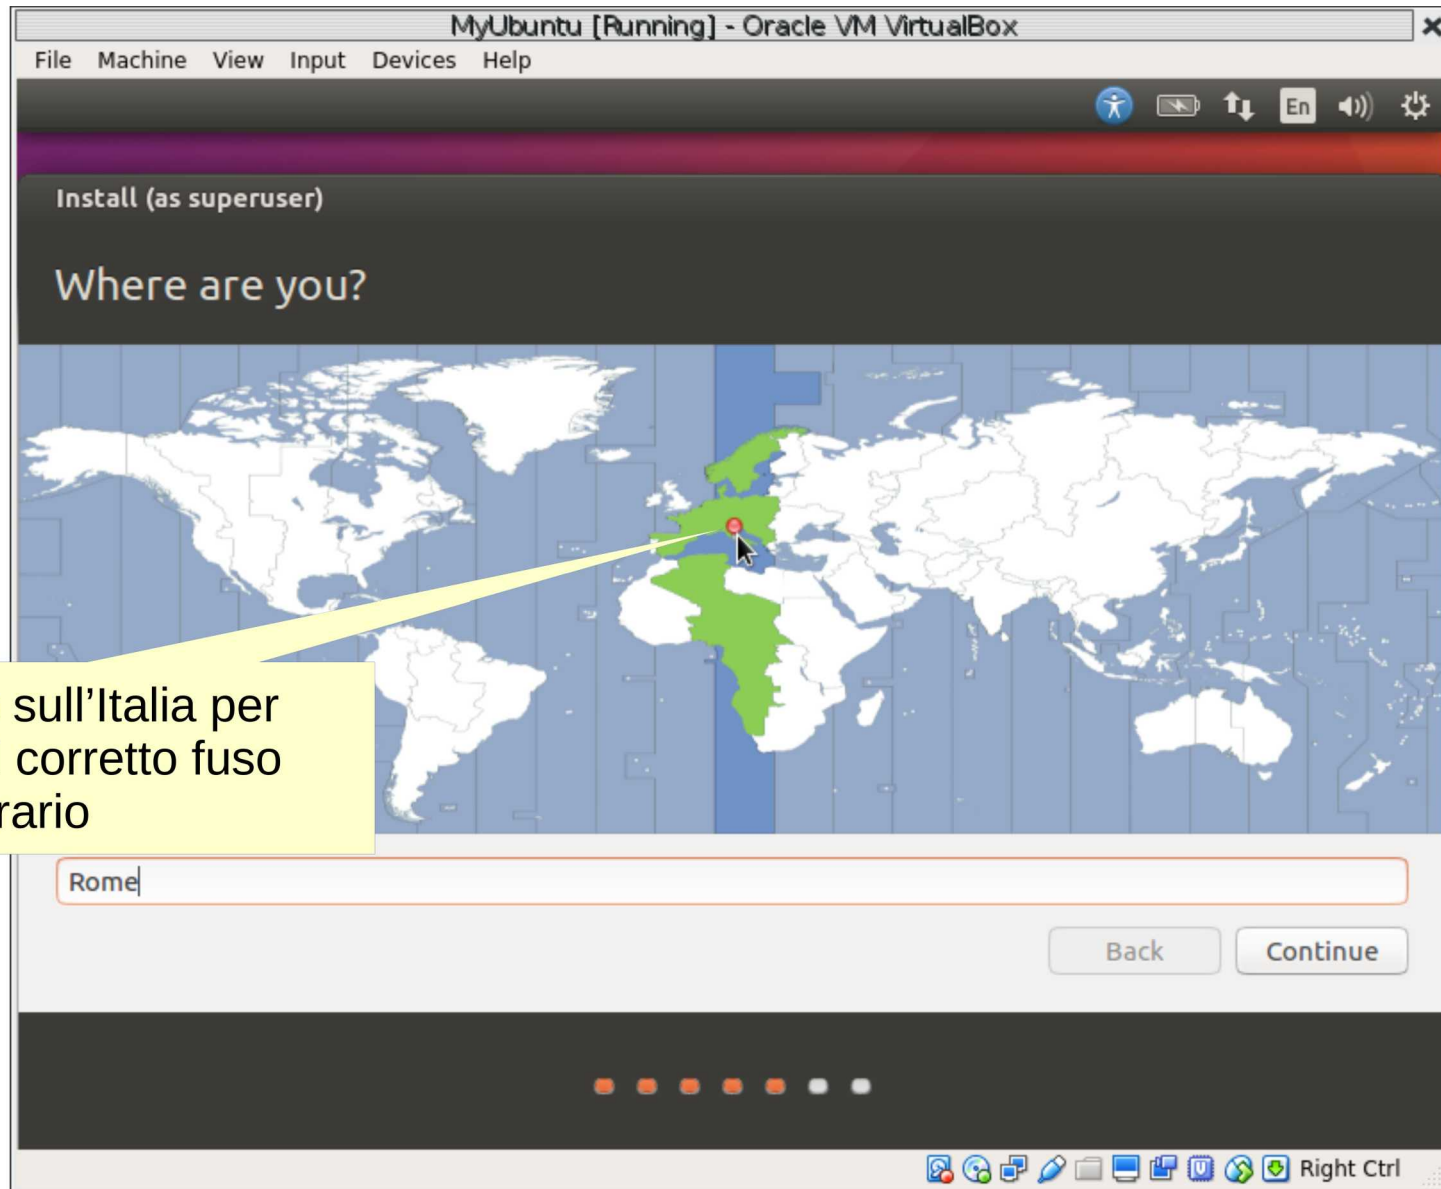 MyUbuntu [Running] - Oracle VM VirtualBox
File Machine View Input Devices Help
En
Install (as superuser)
Where are you?
sull’Italia per
corretto fuso
rario
Rome
Back Continue
Right Ctrl